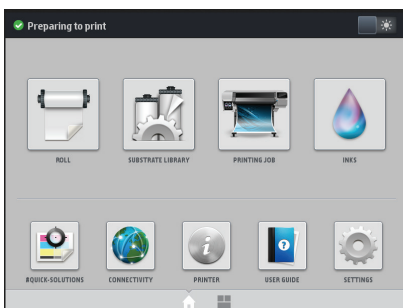 Preparing to print
ROLL
SUBSTRATE LIBRARY
PRINTING JOB
INKS
#QUICK-SOLUTIONS
CONNECTIVITY
PRINTER
USER GUIDE
SETTINGS